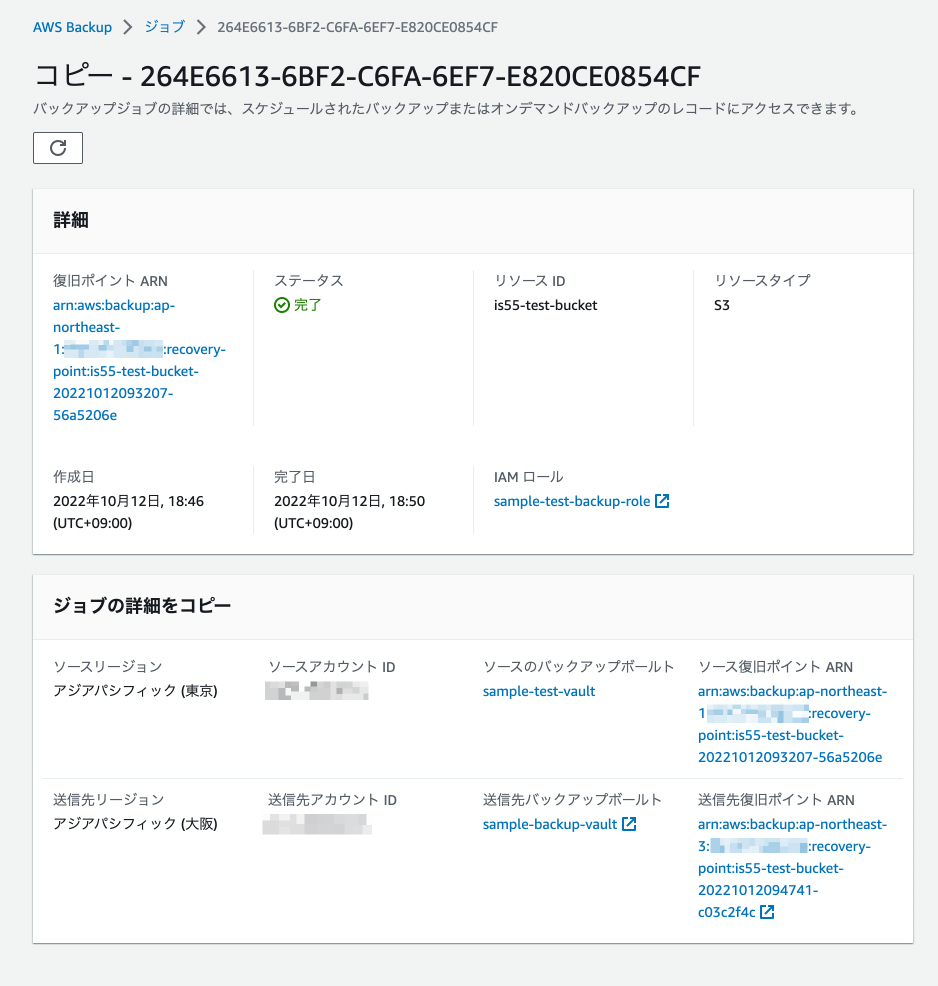 AWS Backup > ジョブ > 264E6613-6BF2-C6FA-6EF7-E820CE0854CF
コピー - 264E6613-6BF2-C6FA-6EF7-E820CE0854CF
バックアップジョブの詳細では、スケジュールされたバックアップまたはオンデマンドバックアップのレコードにアクセスできます。
詳細
復旧ポイント ARN
arn:aws:backup:ap-
northeast-
1: :recovery-
point:is55-test-bucket-
20221012093207-
56a5206e
ステータス
完了
リソース ID
is55-test-bucket
リソースタイプ
S3
作成日
2022年10月12日, 18:46
(UTC+09:00)
完了日
2022年10月12日, 18:50
(UTC+09:00)
IAM ロール
sample-test-backup-role
ジョブの詳細をコピー
ソースリージョン
アジアパシフィック (東京)
ソースアカウント ID
ソースのバックアップボールト
sample-test-vault
ソース復旧ポイント ARN
arn:aws:backup:ap-northeast-
1 :recovery-
point:is55-test-bucket-
20221012093207-56a5206e
送信先リージョン
アジアパシフィック (大阪)
送信先アカウント ID
送信先バックアップボールト
sample-backup-vault
送信先復旧ポイント ARN
arn:aws:backup:ap-northeast-
3: :recovery-
point:is55-test-bucket-
20221012094741-
c03c2f4c